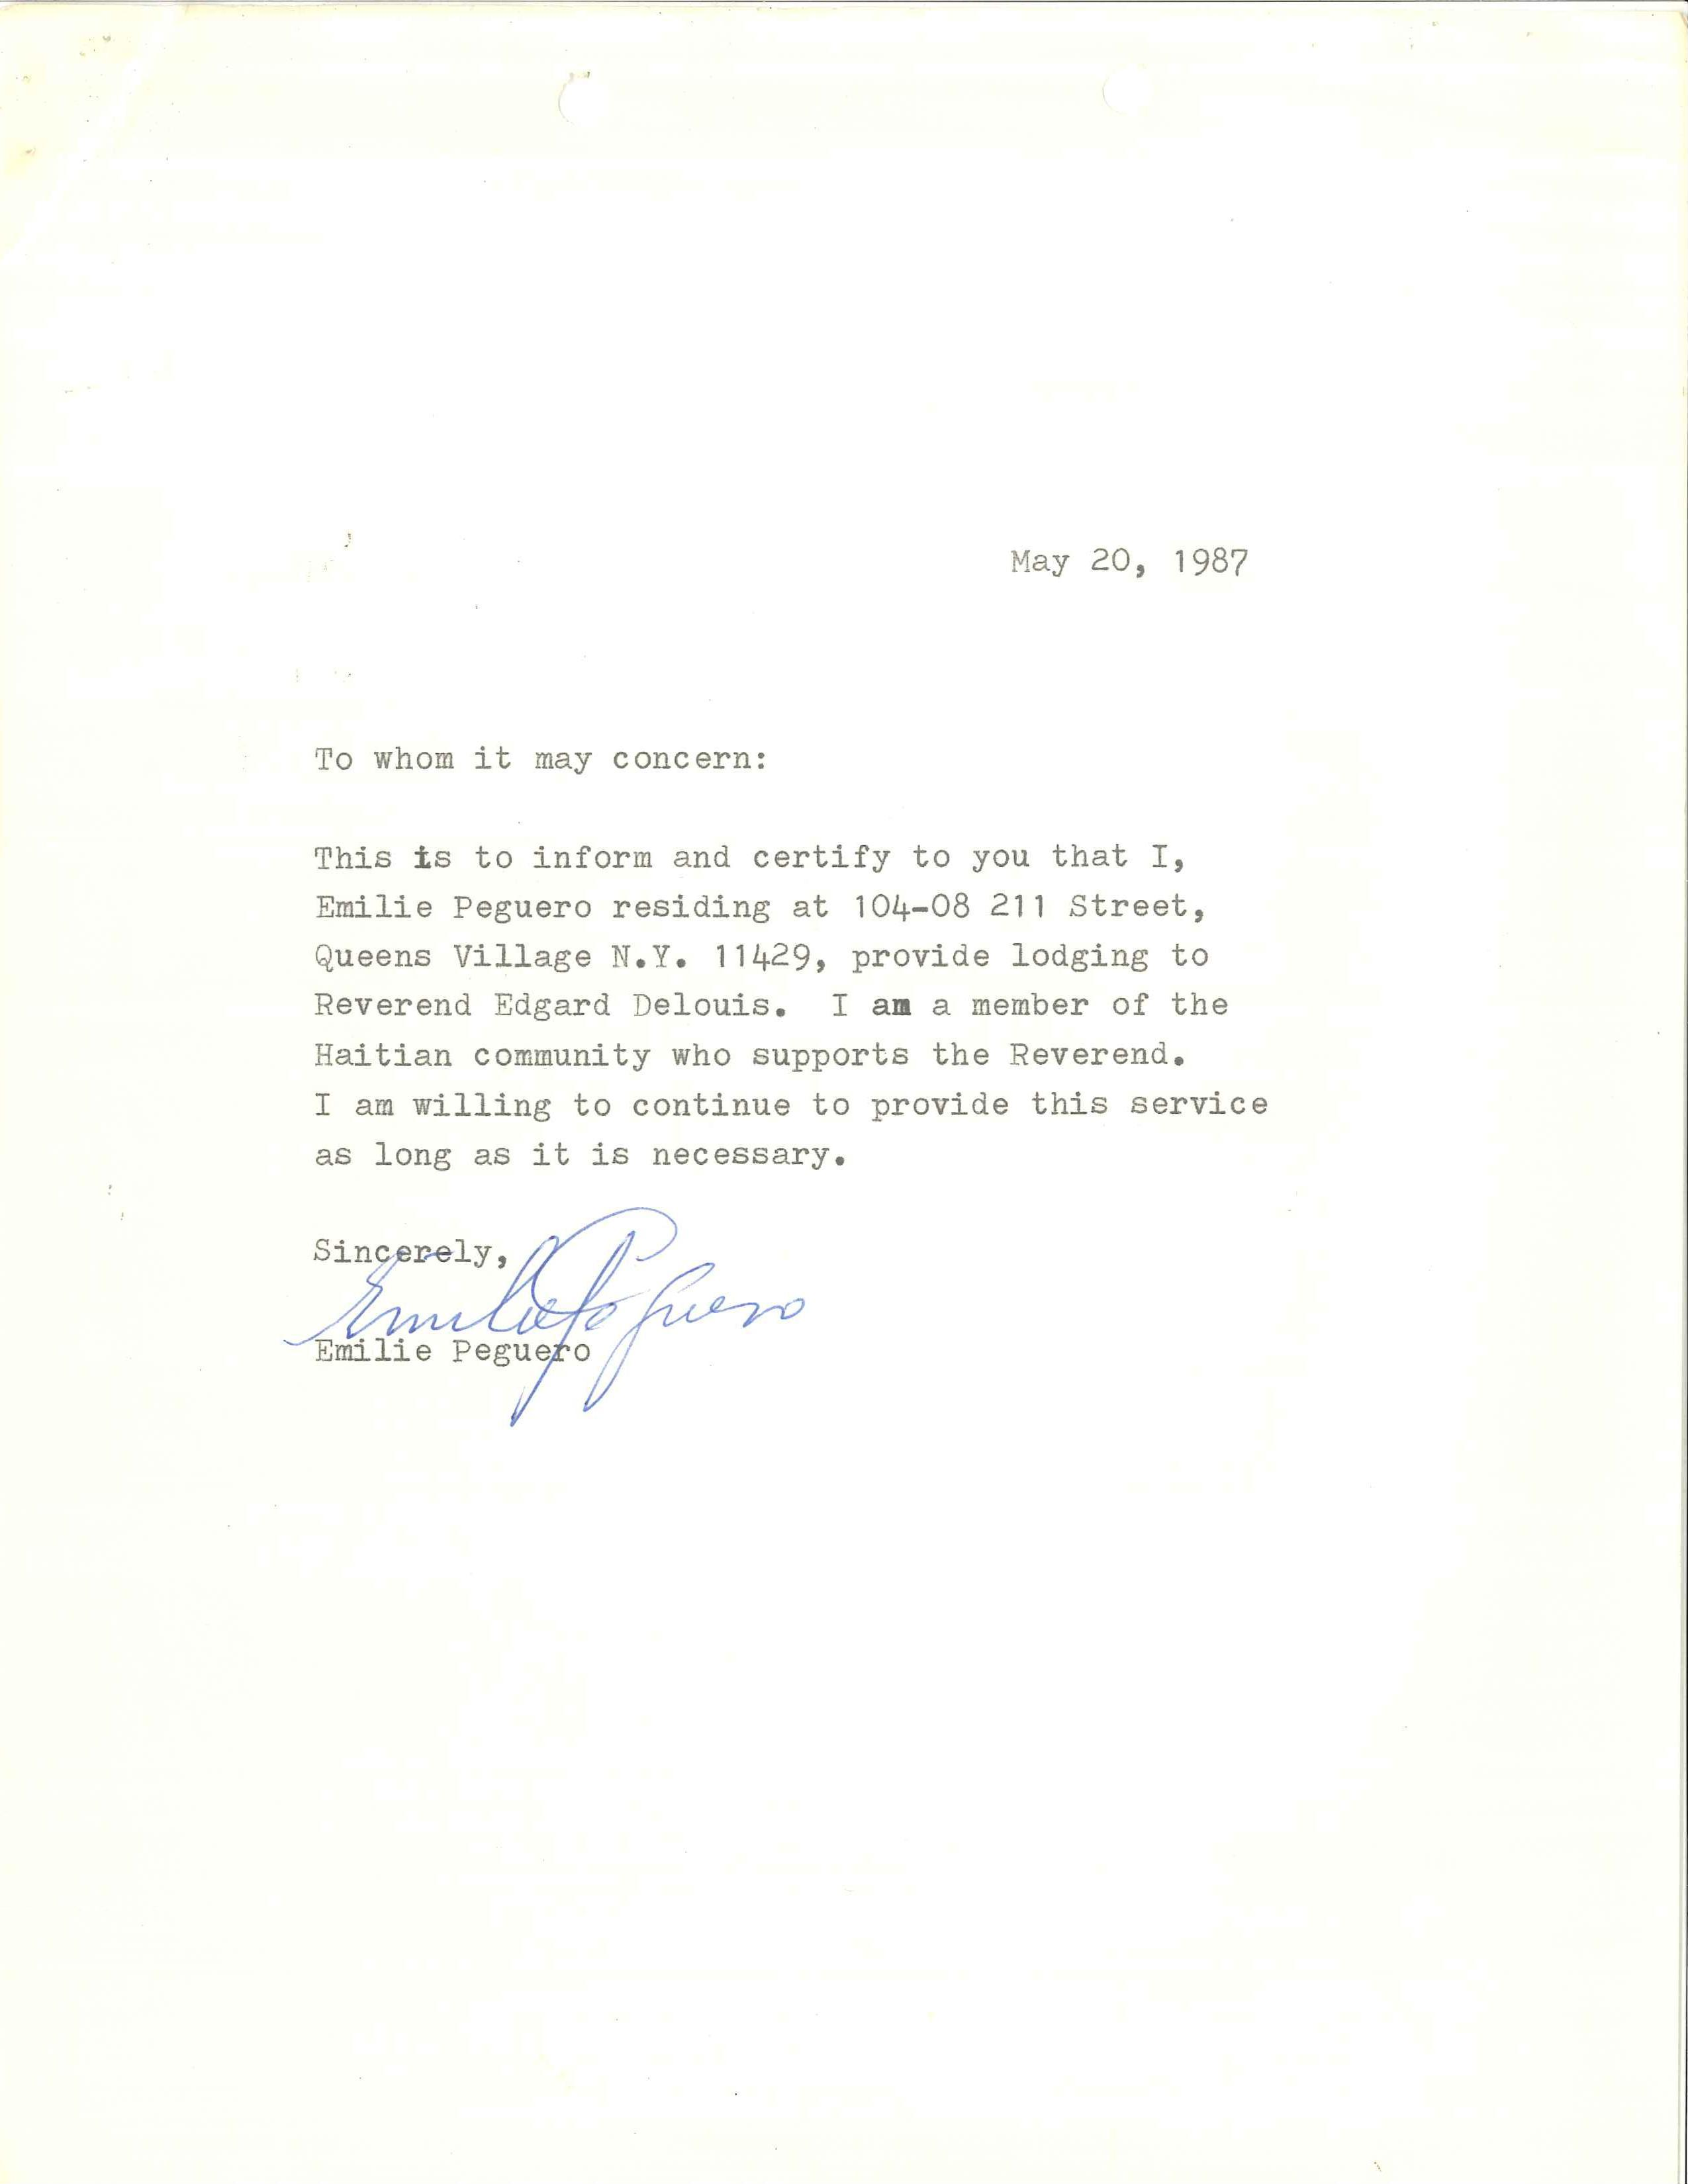 May 20, 1987
To whom it may concern:
This is to inform and certify to you that I,
Emilie Peguero residing at 104-08 211 Street,
Queens Village N.Y. 11429, provide lodging to
Reverend Edgard Delouis. I am a member of the
Haitian community who supports the Reverend.
I am willing to continue to provide this service
as long as it is necessary.
Sincerely,
Emilie Peguero
Emilie Peguero